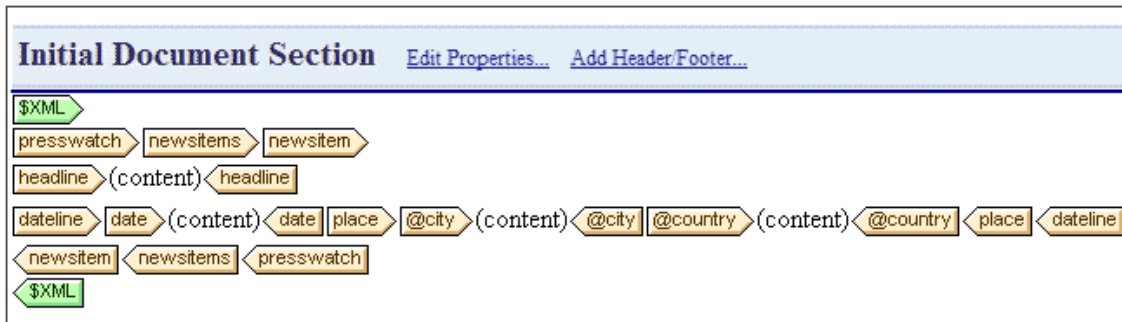 Initial Document Section Edit Properties... Add Header/Footer...
$XML
presswatch newsitems newsitem
headline (content) headline
dateline date (content) date place @city (content) @city @country (content) @country place dateline
newsitem newsitems presswatch
$XML